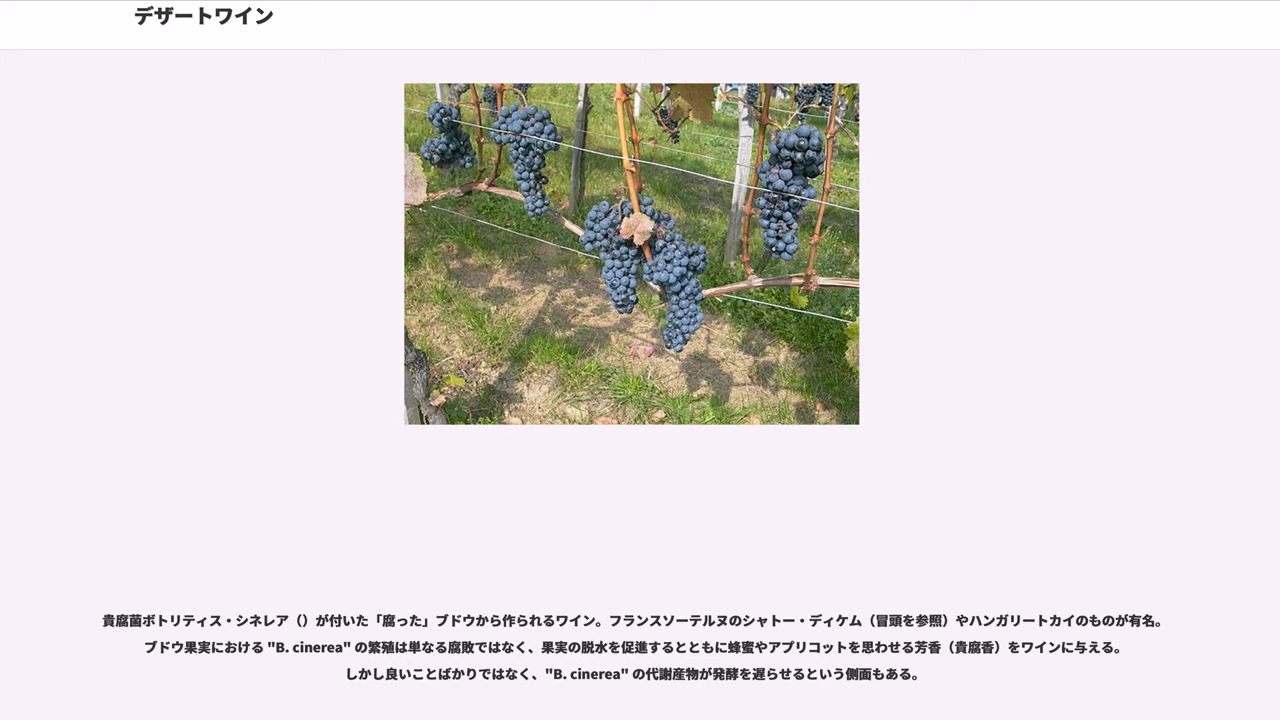 デザートワイン
貴腐菌ボトリティス・シネレア（）が付いた「腐った」ブドウから作られるワイン。フランスソーテルヌのシャトー・ディケム（冒頭を参照）やハンガリートカイのものが有名。
ブドウ果実における "B. cinerea" の繁殖は単なる腐敗ではなく、果実の脱水を促進するとともに蜂蜜やアプリコットを思わせる芳香（貴腐香）をワインに与える。
しかし良いことばかりではなく、"B. cinerea" の代謝産物が発酵を遅らせるという側面もある。